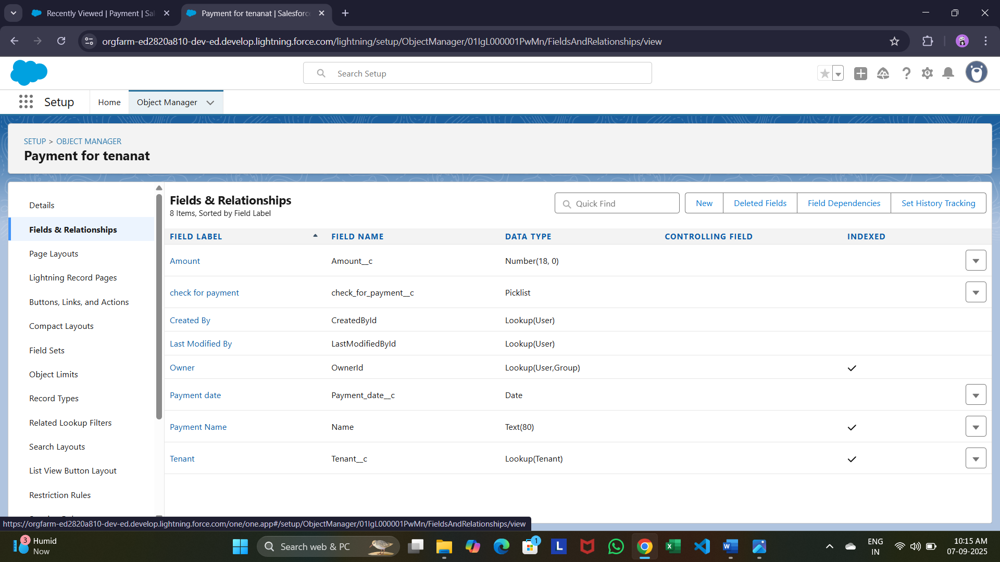 Recently Viewed | Payment | Sal
Payment for tenanat | Salesforc
orgfarm-ed2820a810-dev-ed.develop.lightning.force.com/lightning/setup/ObjectManager/01IgL000001PwMn/FieldsAndRelationships/view
Search Setup
Setup
Home
Object Manager
SETUP > OBJECT MANAGER
Payment for tenanat
Details
Fields & Relationships
Page Layouts
Lightning Record Pages
Buttons, Links, and Actions
Compact Layouts
Field Sets
Object Limits
Record Types
Related Lookup Filters
Search Layouts
List View Button Layout
Restriction Rules
Fields & Relationships
8 Items, Sorted by Field Label
Quick Find
New
Deleted Fields
Field Dependencies
Set History Tracking
FIELD LABEL FIELD NAME DATA TYPE CONTROLLING FIELD INDEXED
Amount Amount__c Number(18, 0)
check for payment check_for_payment__c Picklist
Created By CreatedById Lookup(User)
Last Modified By LastModifiedById Lookup(User)
Owner OwnerId Lookup(User,Group)
Payment date Payment_date__c Date
Payment Name Name Text(80)
Tenant Tenant__c Lookup(Tenant)
https://orgfarm-ed2820a810-dev-ed.develop.lightning.force.com/one/one.app#/setup/ObjectManager/01IgL000001PwMn/FieldsAndRelationships/view
3
Humid
Now
Search web & PC
1
L
ENG
IN
10:15 AM
07-09-2025